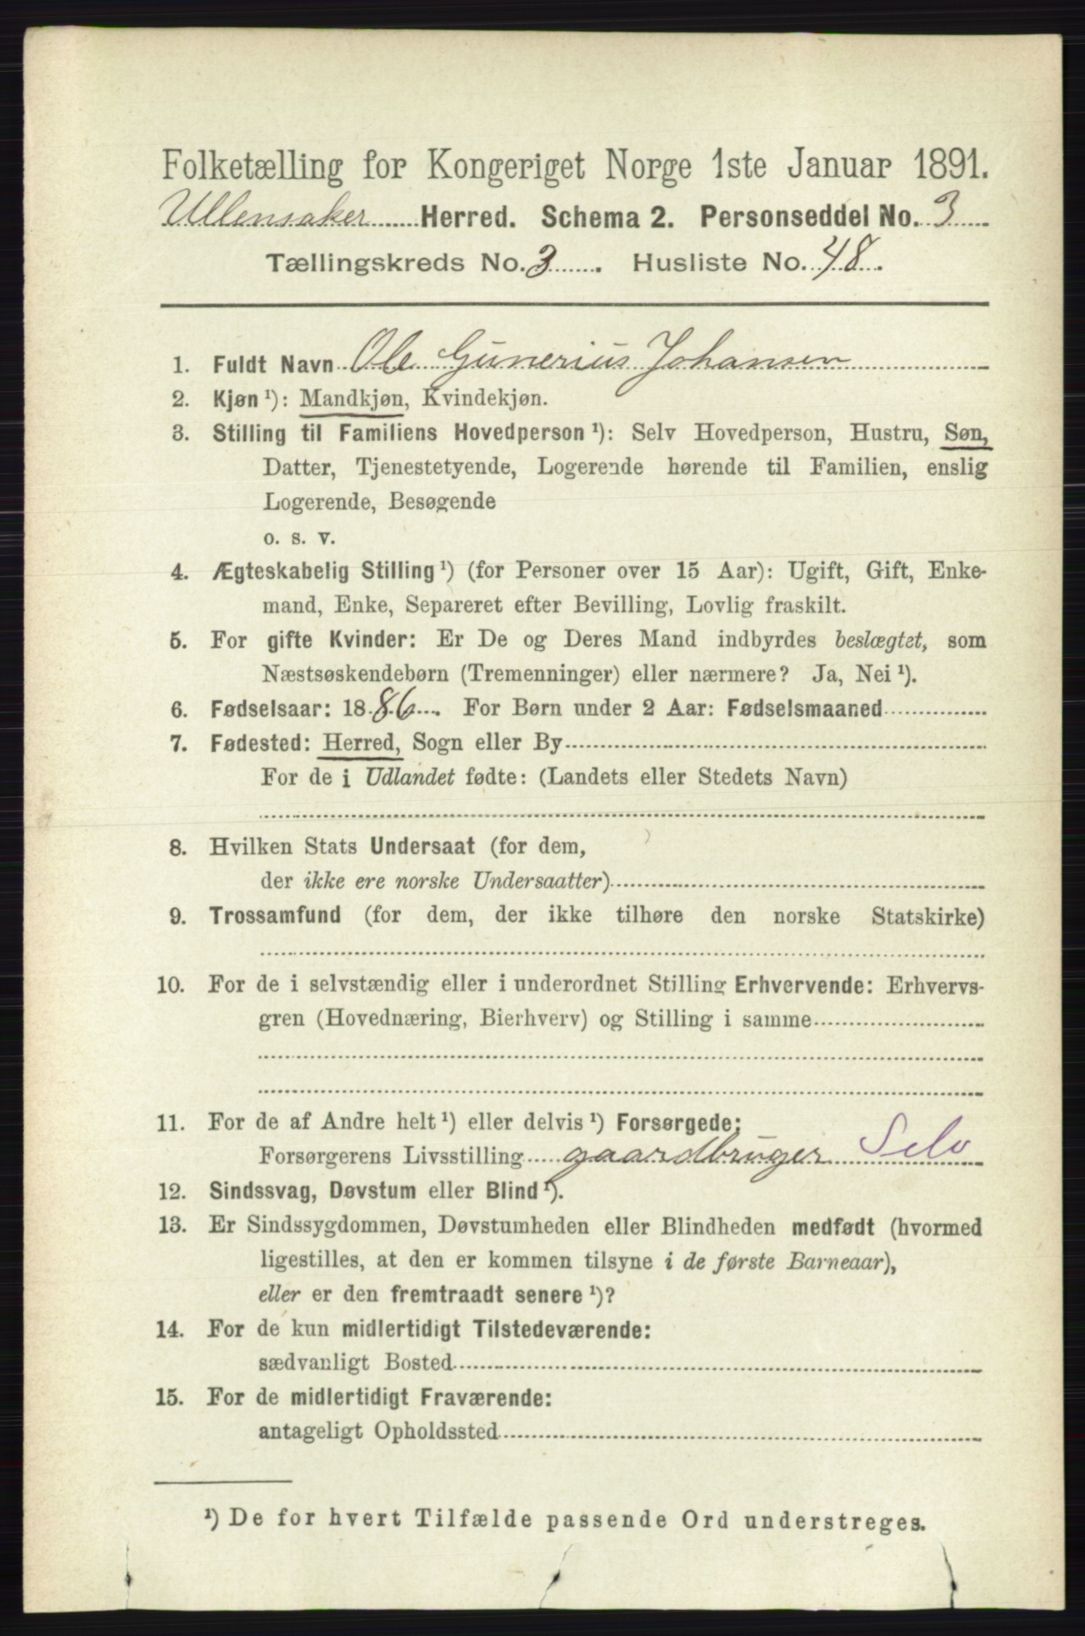 Folketælling for Kongeriget Norge 1ste Januar 1891.
Ullensaker Herred. Schema 2. Personseddel No. 3
Tællingskreds No. 3. Husliste No. 48.
1. Fuldt Navn Ole Gunerius Johansen
2. Kjøn ¹): Mandkjøn, Kvindekjøn.
3. Stilling til Familiens Hovedperson ¹): Selv Hovedperson, Hustru, Søn,
Datter, Tjenestetyende, Logerende hørende til Familien, enslig
Logerende, Besøgende
o. s. v.
4. Ægteskabelig Stilling ¹) (for Personer over 15 Aar): Ugift, Gift, Enke-
mand, Enke, Separeret efter Bevilling, Lovlig fraskilt.
5. For gifte Kvinder: Er De og Deres Mand indbyrdes beslægtet, som
Næstsøskendebørn (Tremenninger) eller nærmere? Ja, Nei ¹).
6. Fødselsaar: 1886. For Børn under 2 Aar: Fødselsmaaned
7. Fødested: Herred, Sogn eller By
For de i Udlandet fødte: (Landets eller Stedets Navn)
8. Hvilken Stats Undersaat (for dem,
der ikke ere norske Undersaatter)
9. Trossamfund (for dem, der ikke tilhøre den norske Statskirke)
10. For de i selvstændig eller i underordnet Stilling Erhvervende: Erhvervs-
gren (Hovednæring, Bierhverv) og Stilling i samme
11. For de af Andre helt ¹) eller delvis ¹) Forsørgede:
Forsørgerens Livsstilling gaardbruger Selv
12. Sindssvag, Døvstum eller Blind ¹).
13. Er Sindssygdommen, Døvstumheden eller Blindheden medfødt (hvormed
ligestilles, at den er kommen tilsyne i de første Barneaar),
eller er den fremtraadt senere ¹)?
14. For de kun midlertidigt Tilstedeværende:
sædvanligt Bosted
15. For de midlertidigt Fraværende:
antageligt Opholdssted
¹) De for hvert Tilfælde passende Ord understreges.